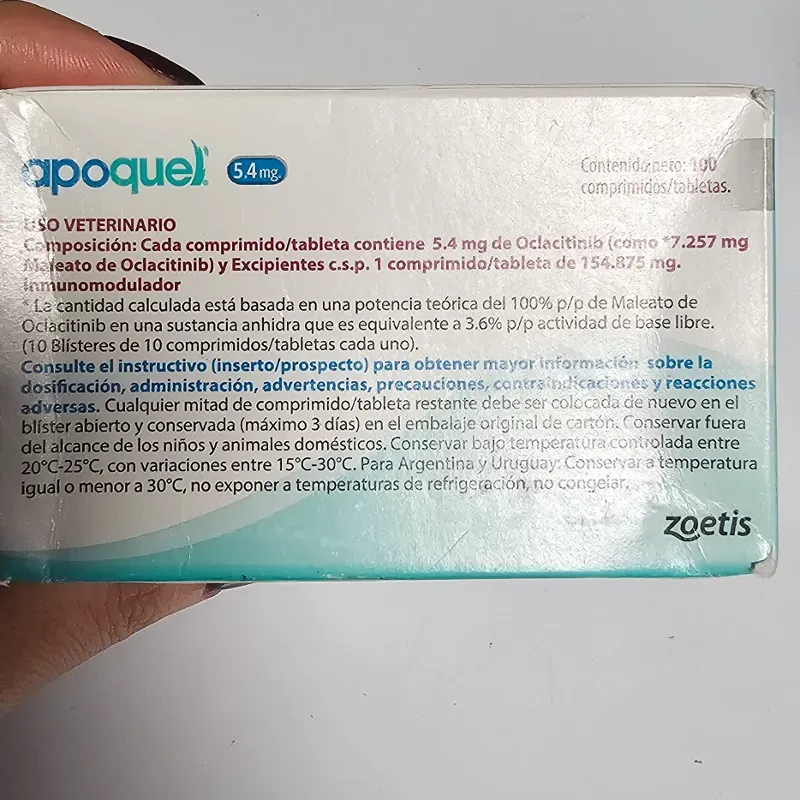 apoquel 5.4 mg.
Contenido neto: 100
comprimidos/tabletas.
USO VETERINARIO
Composición: Cada comprimido/tableta contiene 5.4 mg de Oclacitinib (como *7.257 mg
Maleato de Oclacitinib) y Excipientes c.s.p. 1 comprimido/tableta de 154.875 mg.
Inmunomodulador
* La cantidad calculada está basada en una potencia teórica del 100% p/p de Maleato de
Oclacitinib en una sustancia anhidra que es equivalente a 3.6% p/p actividad de base libre.
(10 Blísteres de 10 comprimidos/tabletas cada uno).
Consulte el instructivo (inserto/prospecto) para obtener mayor información sobre la
dosificación, administración, advertencias, precauciones, contraindicaciones y reacciones
adversas. Cualquier mitad de comprimido/tableta restante debe ser colocada de nuevo en el
blíster abierto y conservada (máximo 3 días) en el embalaje original de cartón. Conservar fuera
del alcance de los niños y animales domésticos. Conservar bajo temperatura controlada entre
20°C-25°C, con variaciones entre 15°C-30°C. Para Argentina y Uruguay: Conservar a temperatura
igual o menor a 30°C, no exponer a temperaturas de refrigeración, no congelar.
zoetis